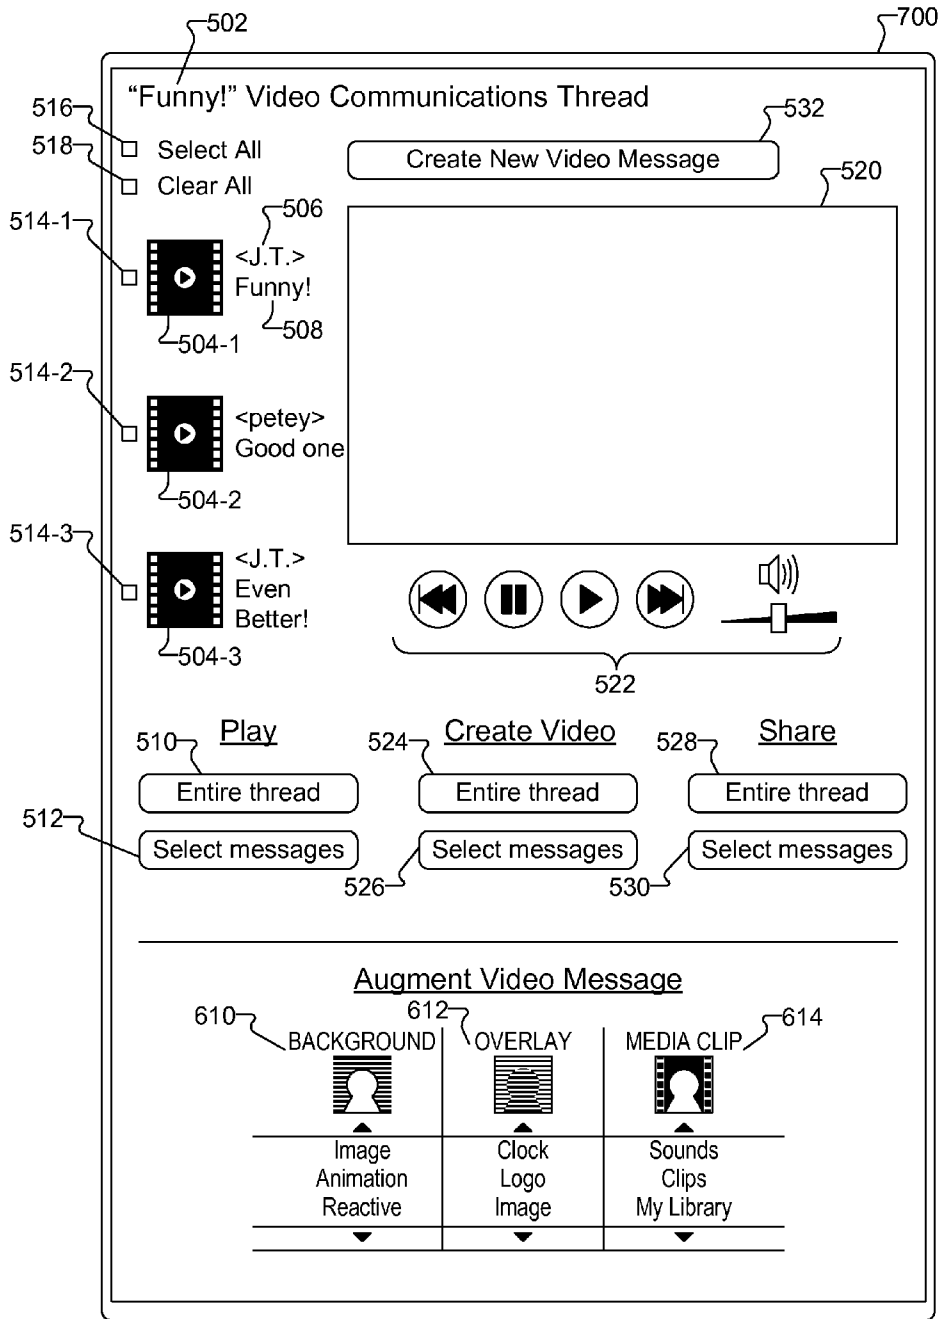 502
700
"Funny!" Video Communications Thread
516
532
Select All
Create New Video Message
518
Clear All
520
514-1
506
<J.T.>
Funny!
508
504-1
514-2
<petey>
Good one
504-2
514-3
<J.T.>
Even
Better!
504-3
522
Play
Create Video
Share
510
524
528
Entire thread
Entire thread
Entire thread
512
Select messages
Select messages
Select messages
526
530
Augment Video Message
610
612
614
BACKGROUND
OVERLAY
MEDIA CLIP
Image
Clock
Sounds
Animation
Logo
Clips
Reactive
Image
My Library